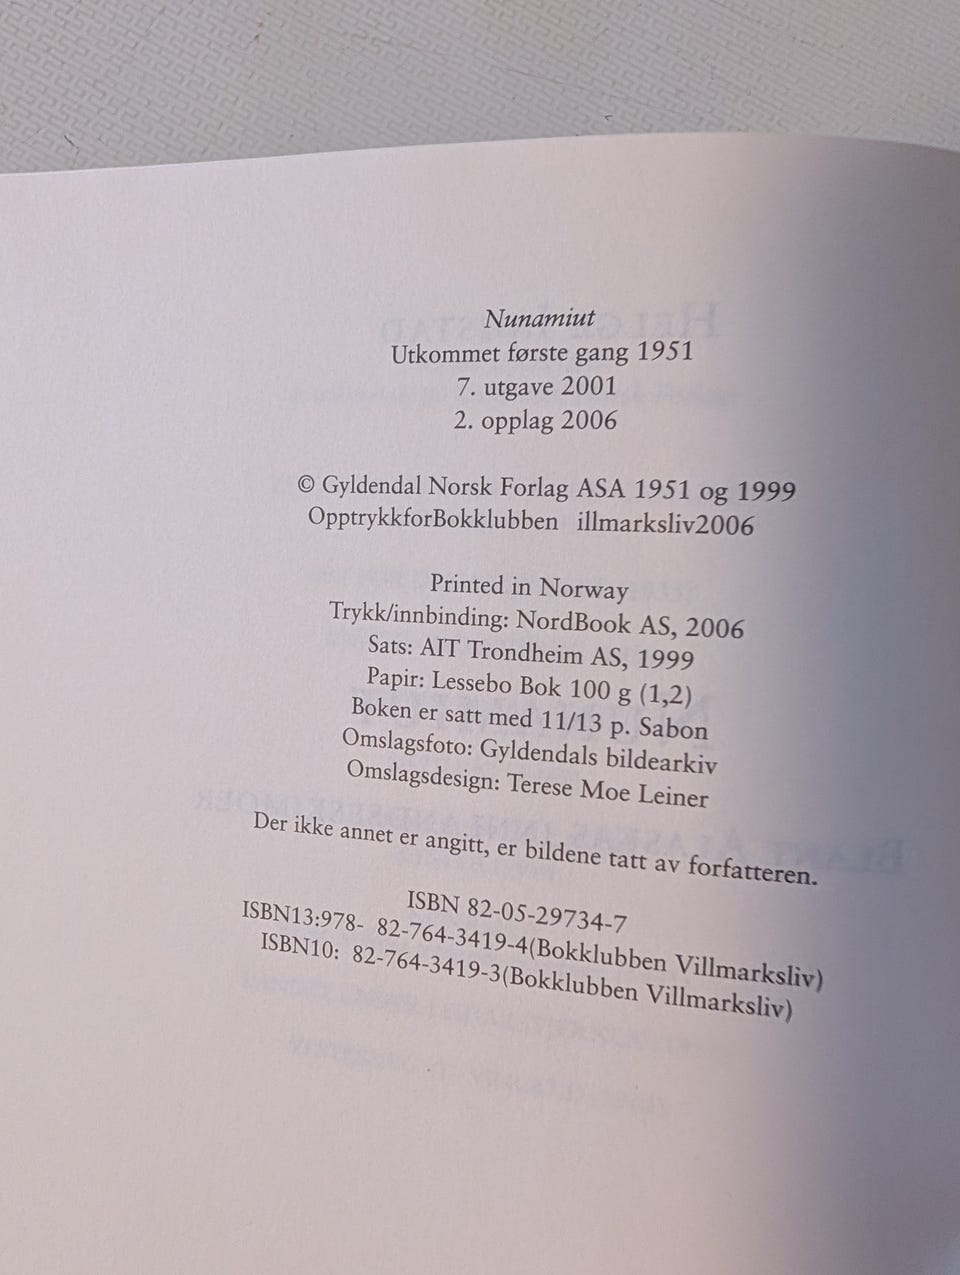 Nunamiut
Utkommet første gang 1951
7. utgave 2001
2. opplag 2006
© Gyldendal Norsk Forlag ASA 1951 og 1999
OpptrykkforBokklubben illmarksliv2006
Printed in Norway
Trykk/innbinding: NordBook AS, 2006
Sats: AIT Trondheim AS, 1999
Papir: Lessebo Bok 100 g (1,2)
Boken er satt med 11/13 p. Sabon
Omslagsfoto: Gyldendals bildearkiv
Omslagsdesign: Terese Moe Leiner
Der ikke annet er angitt, er bildene tatt av forfatteren.
ISBN 82-05-29734-7
ISBN13:978- 82-764-3419-4(Bokklubben Villmarksliv)
ISBN10: 82-764-3419-3(Bokklubben Villmarksliv)